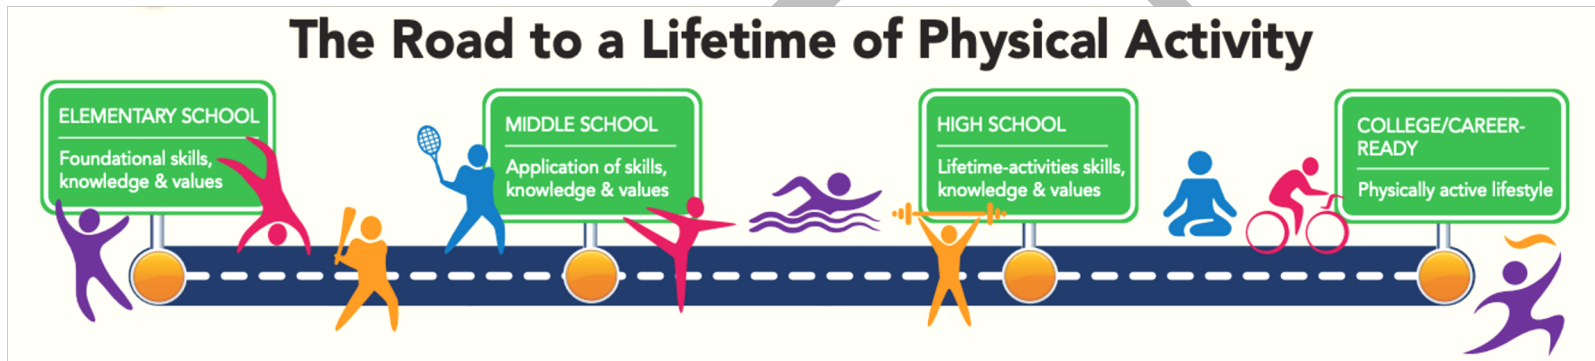 The Road to a Lifetime of Physical Activity
ELEMENTARY SCHOOL
Foundational skills,
knowledge & values
MIDDLE SCHOOL
Application of skills,
knowledge & values
HIGH SCHOOL
Lifetime-activities skills,
knowledge & values
COLLEGE/CAREER-
READY
Physically active lifestyle